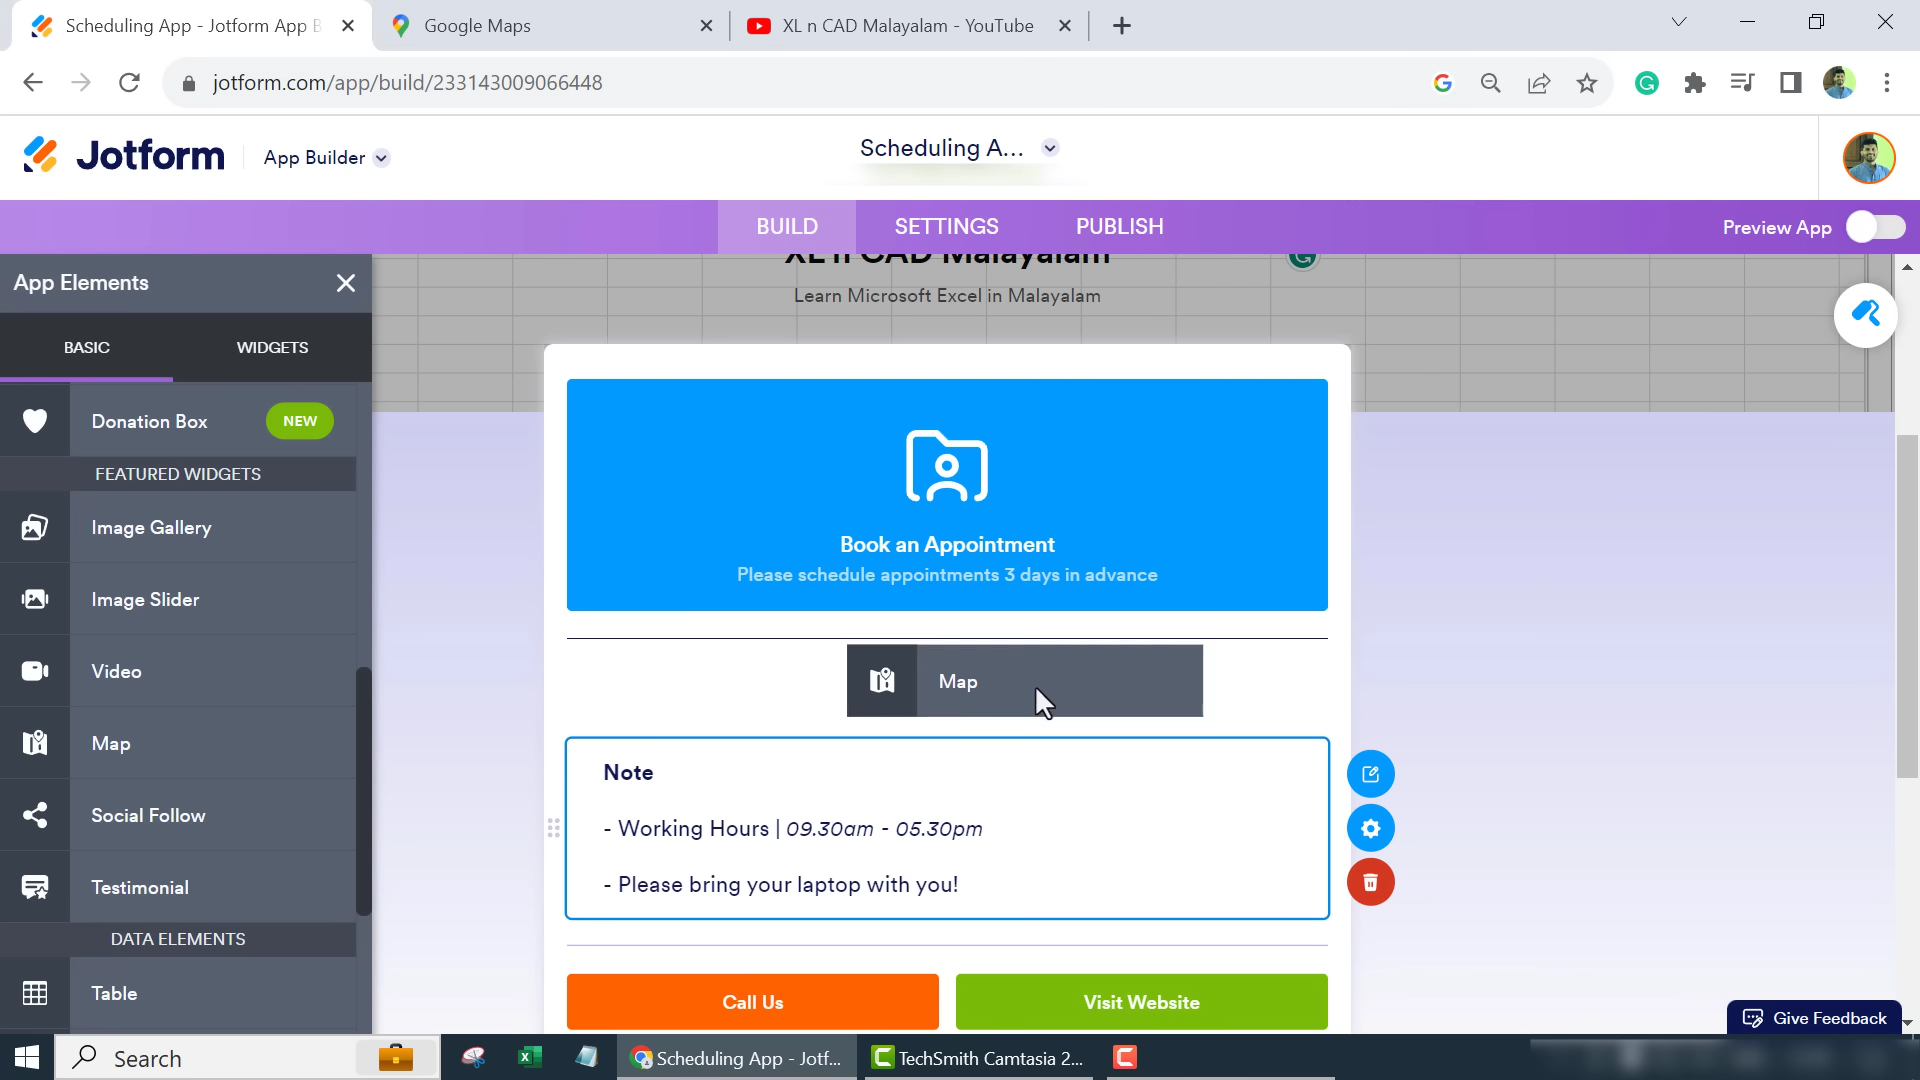 Scheduling App - Jotform App B
Google Maps
XL n CAD Malayalam - YouTube
jotform.com/app/build/233143009066448
Jotform
App Builder
Scheduling A...
BUILD
SETTINGS
PUBLISH
Preview App
App Elements
BASIC
WIDGETS
Donation Box
NEW
FEATURED WIDGETS
Image Gallery
Image Slider
Video
Map
Social Follow
Testimonial
DATA ELEMENTS
Table
XL n CAD Malayalam
Learn Microsoft Excel in Malayalam
Book an Appointment
Please schedule appointments 3 days in advance
Map
Note
- Working Hours | 09.30am - 05.30pm
- Please bring your laptop with you!
Call Us
Visit Website
Give Feedback
Search
Scheduling App - Jotf...
TechSmith Camtasia 2...